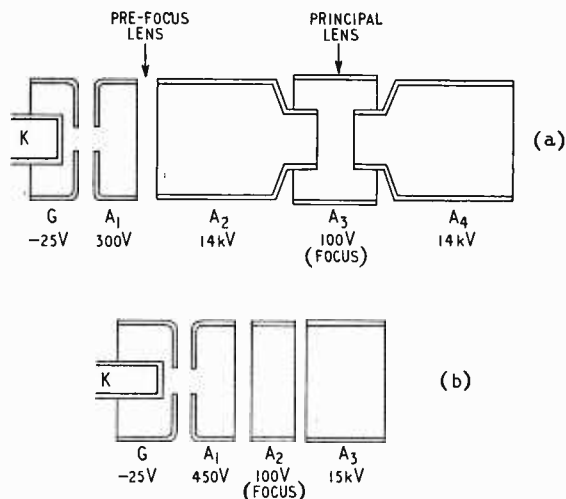 PRE-FOCUS
LENS
PRINCIPAL
LENS
K
(a)
G
A₁
A₂
A₃
A₄
-25V
300V
14kV
100V
14kV
(FOCUS)
K
(b)
G
A₁
A₂
A₃
-25V
450V
100V
15kV
(FOCUS)